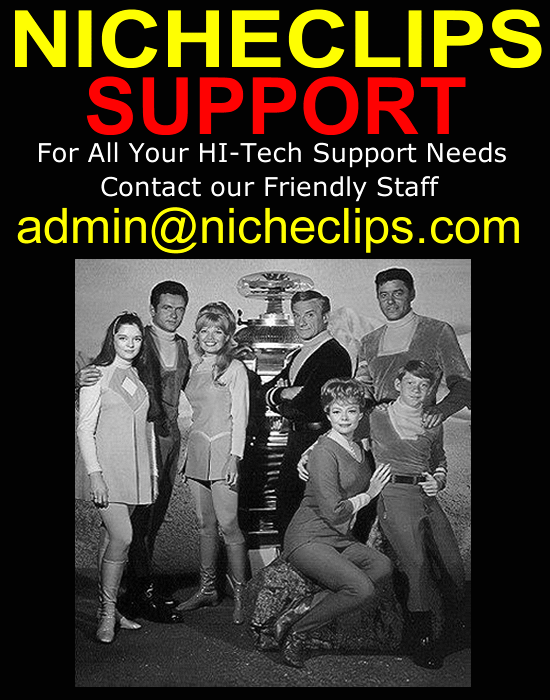 NICHECLIPS
SUPPORT
For All Your HI-Tech Support Needs
Contact our Friendly Staff
admin@nicheclips.com